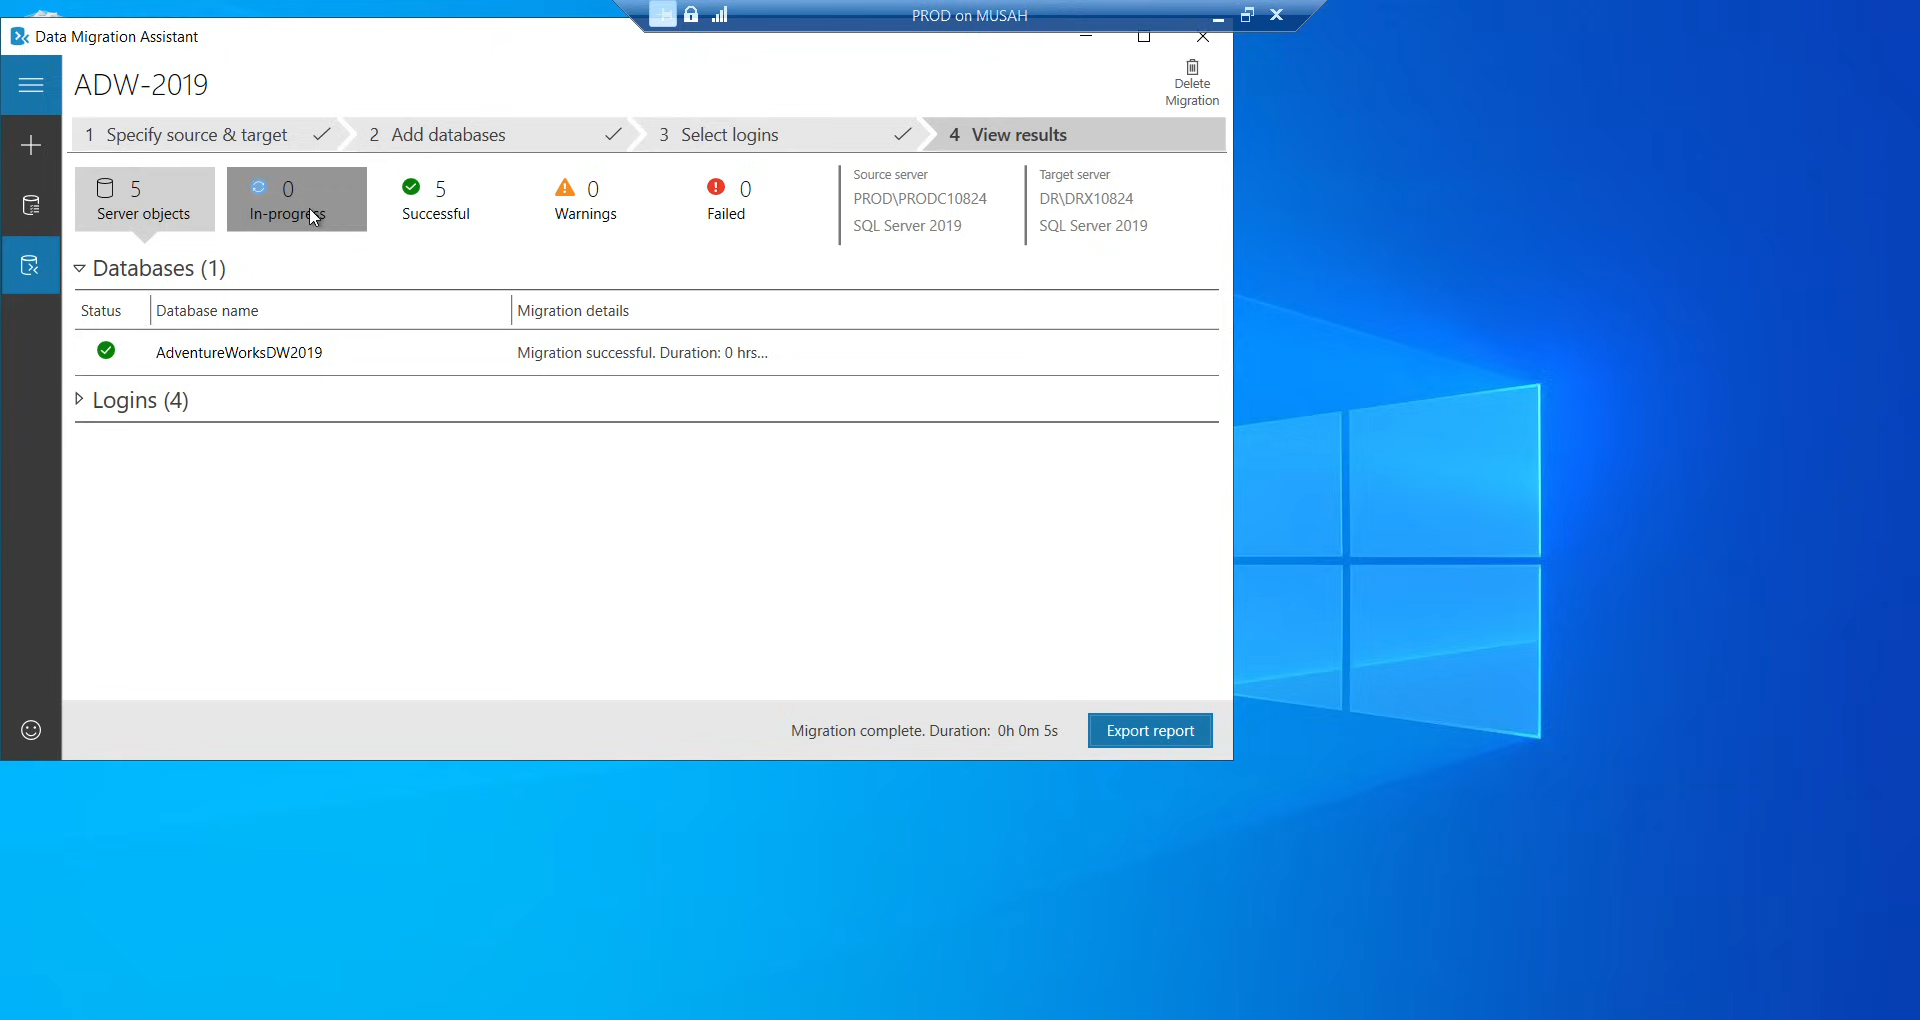 PROD on MUSAH
Data Migration Assistant
ADW-2019
Delete
Migration
1 Specify source & target
2 Add databases
3 Select logins
4 View results
5
Server objects
0
In-progress
5
Successful
0
Warnings
0
Failed
Source server
PROD\PRODC10824
SQL Server 2019
Target server
DR\DRX10824
SQL Server 2019
Databases (1)
Status
Database name
Migration details
AdventureWorksDW2019
Migration successful. Duration: 0 hrs...
Logins (4)
Migration complete. Duration: 0h 0m 5s
Export report